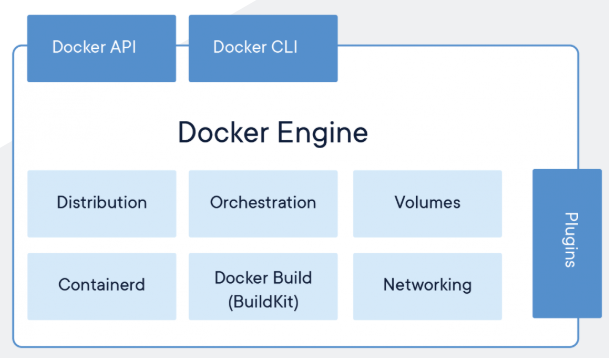 Docker API
Docker CLI
Docker Engine
Distribution
Orchestration
Volumes
Plugins
Containerd
Docker Build
(BuildKit)
Networking